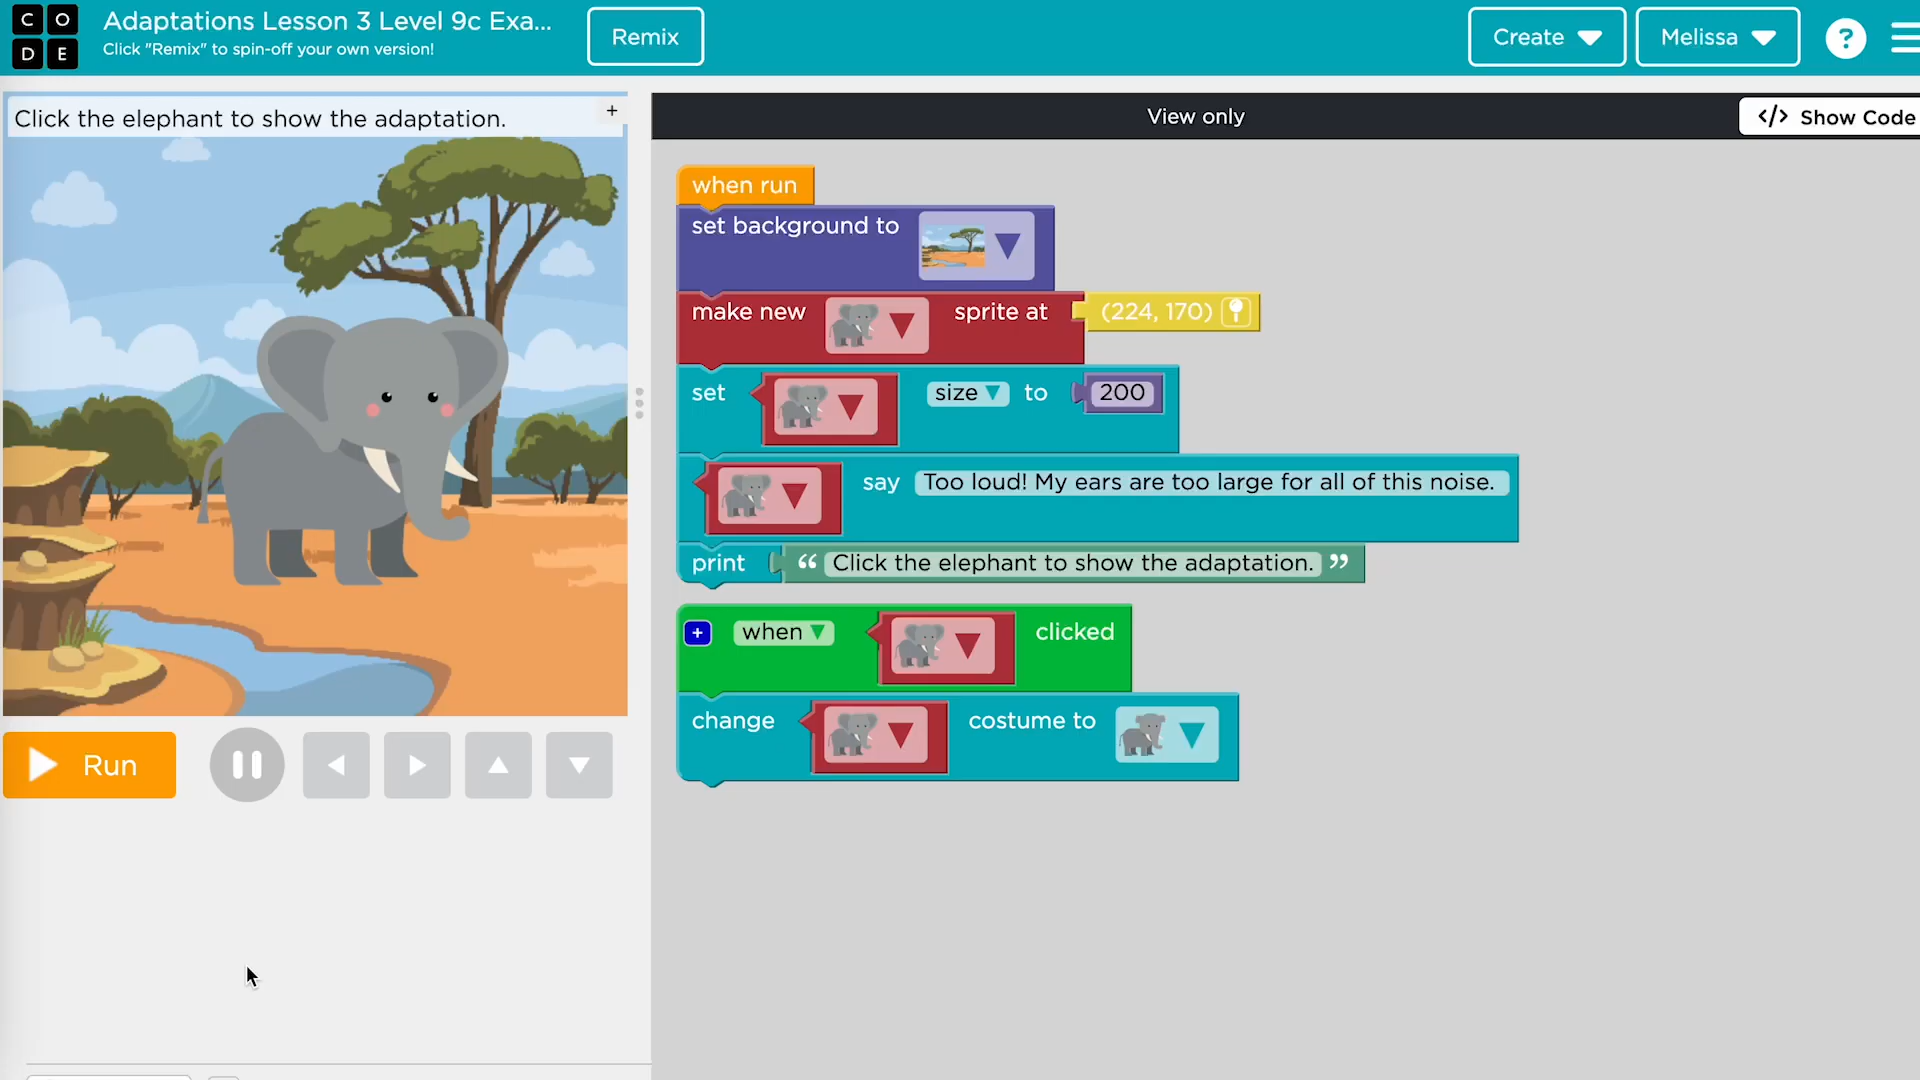 CO
DE
Adaptations Lesson 3 Level 9c Exa...
Click "Remix" to spin-off your own version!
Remix
Create
Melissa
?
Click the elephant to show the adaptation.
+
View only
</> Show Code
when run
set background to
make new sprite at (224, 170)
set size to 200
say Too loud! My ears are too large for all of this noise.
print “ Click the elephant to show the adaptation. ”
+ when clicked
change costume to
Run